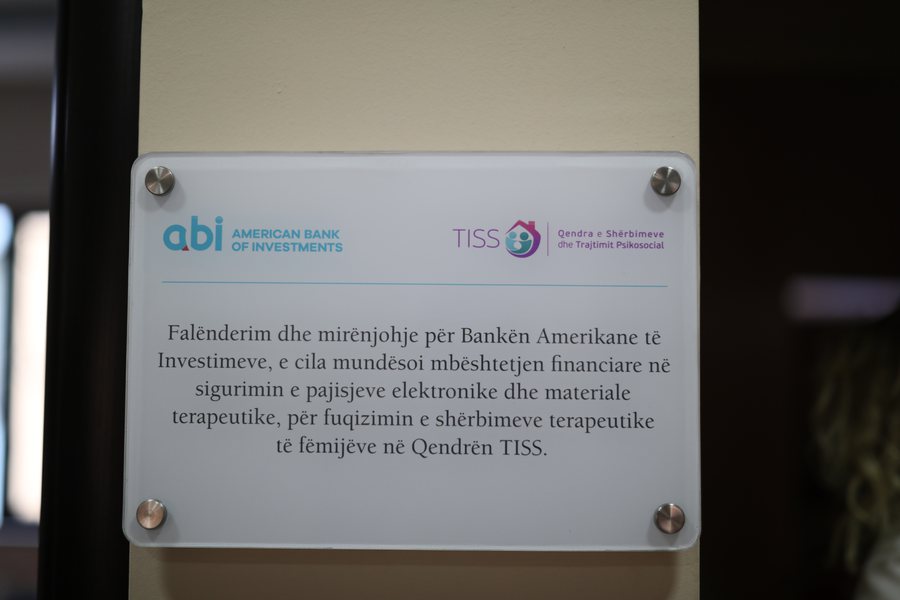 abi AMERICAN BANK
OF INVESTMENTS
TISS Qendra e Shërbimeve
dhe Trajtimit Psikosocial
Falënderim dhe mirënjohje për Bankën Amerikane të
Investimeve, e cila mundësoi mbështetjen financiare në
sigurimin e pajisjeve elektronike dhe materiale
terapeutike, për fuqizimin e shërbimeve terapeutike
të fëmijëve në Qendrën TISS.